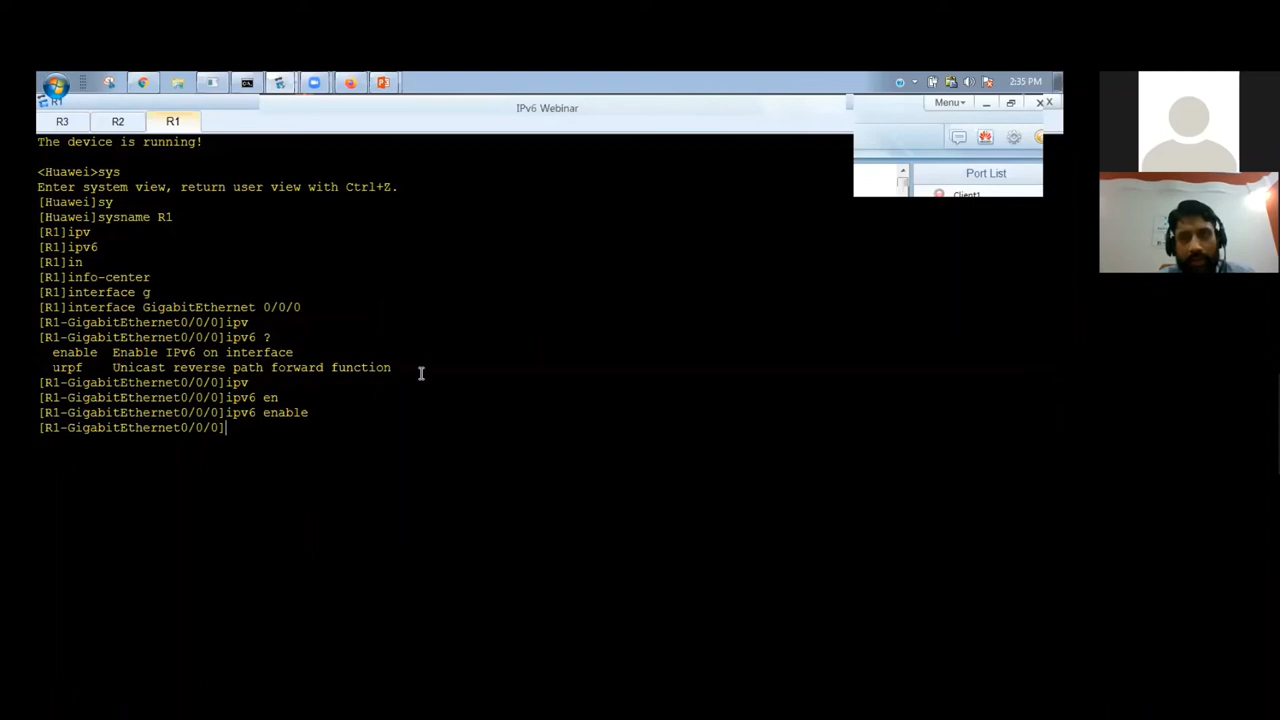 2:35 PM
R1
IPv6 Webinar
Menu
R3
R2
R1
The device is running!
Port List
Client1
<Huawei>sys
Enter system view, return user view with Ctrl+Z.
[Huawei]sy
[Huawei]sysname R1
[R1]ipv
[R1]ipv6
[R1]in
[R1]info-center
[R1]interface g
[R1]interface GigabitEthernet 0/0/0
[R1-GigabitEthernet0/0/0]ipv
[R1-GigabitEthernet0/0/0]ipv6 ?
enable Enable IPv6 on interface
urpf Unicast reverse path forward function
[R1-GigabitEthernet0/0/0]ipv
[R1-GigabitEthernet0/0/0]ipv6 en
[R1-GigabitEthernet0/0/0]ipv6 enable
[R1-GigabitEthernet0/0/0]